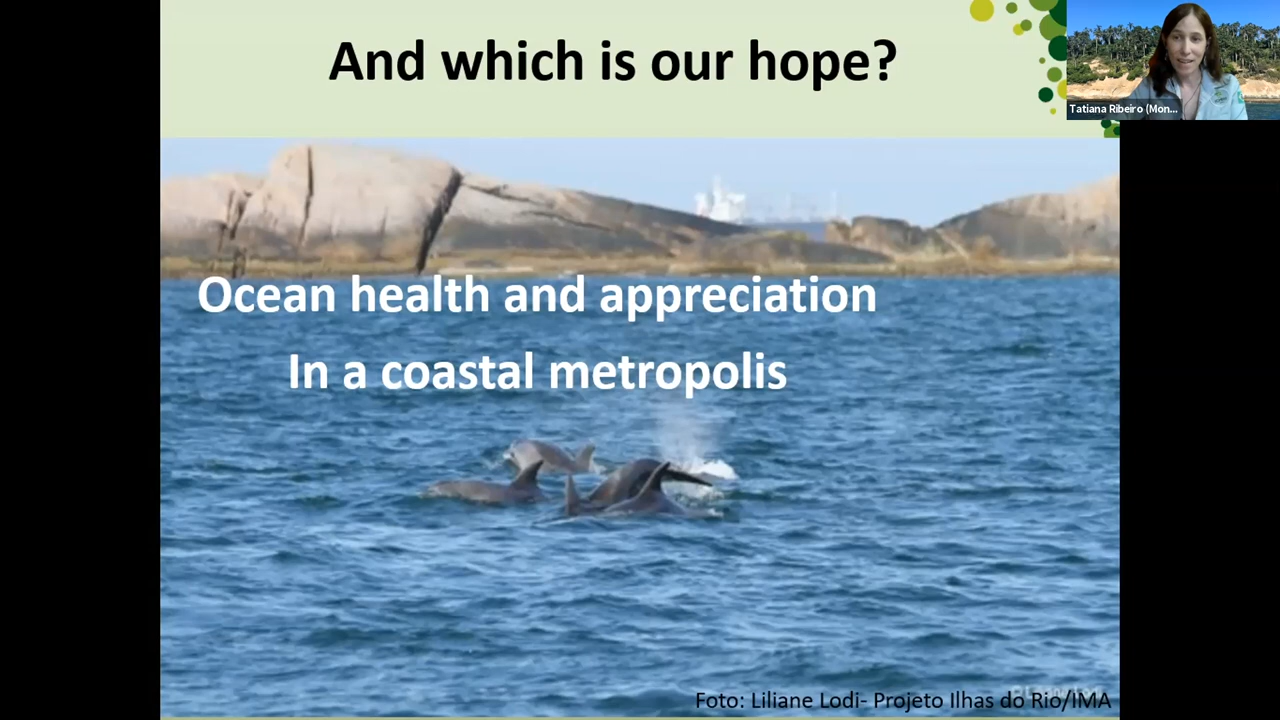 And which is our hope?
Tatiana Ribeiro (Mon...
Ocean health and appreciation
In a coastal metropolis
Foto: Liliane Lodi- Projeto Ilhas do Rio/IMA